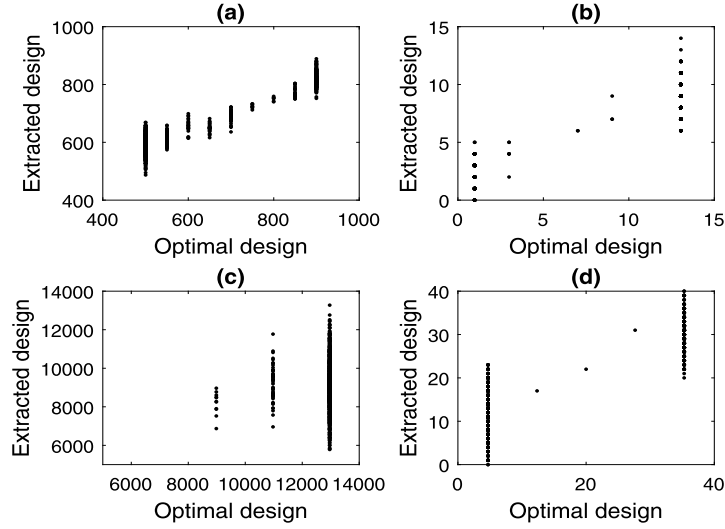 (a)
Extracted design
1000
800
600
400
400 600 800 1000
Optimal design
(b)
Extracted design
15
10
5
0
0 5 10 15
Optimal design
(c)
Extracted design
14000
12000
10000
8000
6000
6000 8000 10000 12000 14000
Optimal design
(d)
Extracted design
40
30
20
10
0
0 20 40
Optimal design